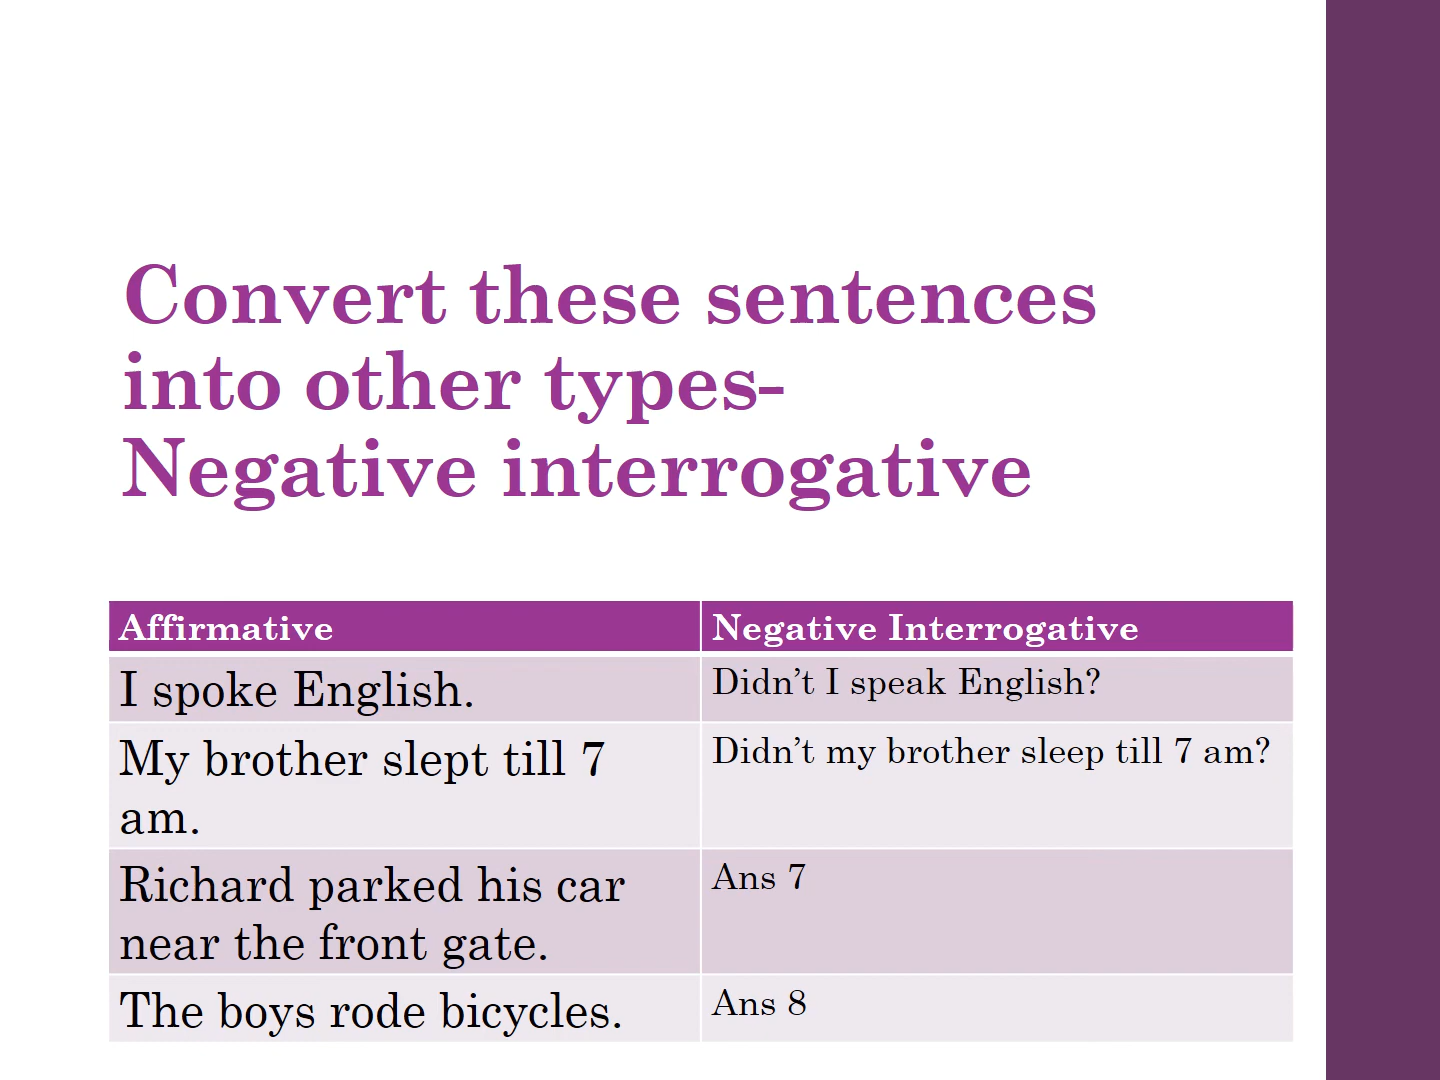 Convert these sentences
into other types-
Negative interrogative
Affirmative
Negative Interrogative
I spoke English.
Didn’t I speak English?
My brother slept till 7
am.
Didn’t my brother sleep till 7 am?
Richard parked his car
near the front gate.
Ans 7
The boys rode bicycles.
Ans 8